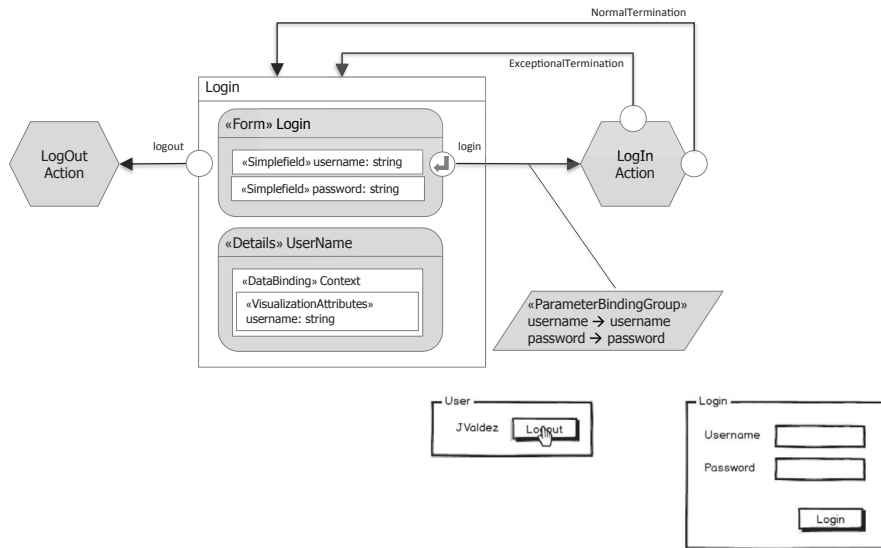 NormalTermination
ExceptionalTermination
Login
«Form» Login
«Simplefield» username: string
«Simplefield» password: string
logout
login
LogOut
Action
LogIn
Action
«Details» UserName
«DataBinding» Context
«VisualizationAttributes»
username: string
«ParameterBindingGroup»
username → username
password → password
User
JValdez
Logout
Login
Username
Password
Login